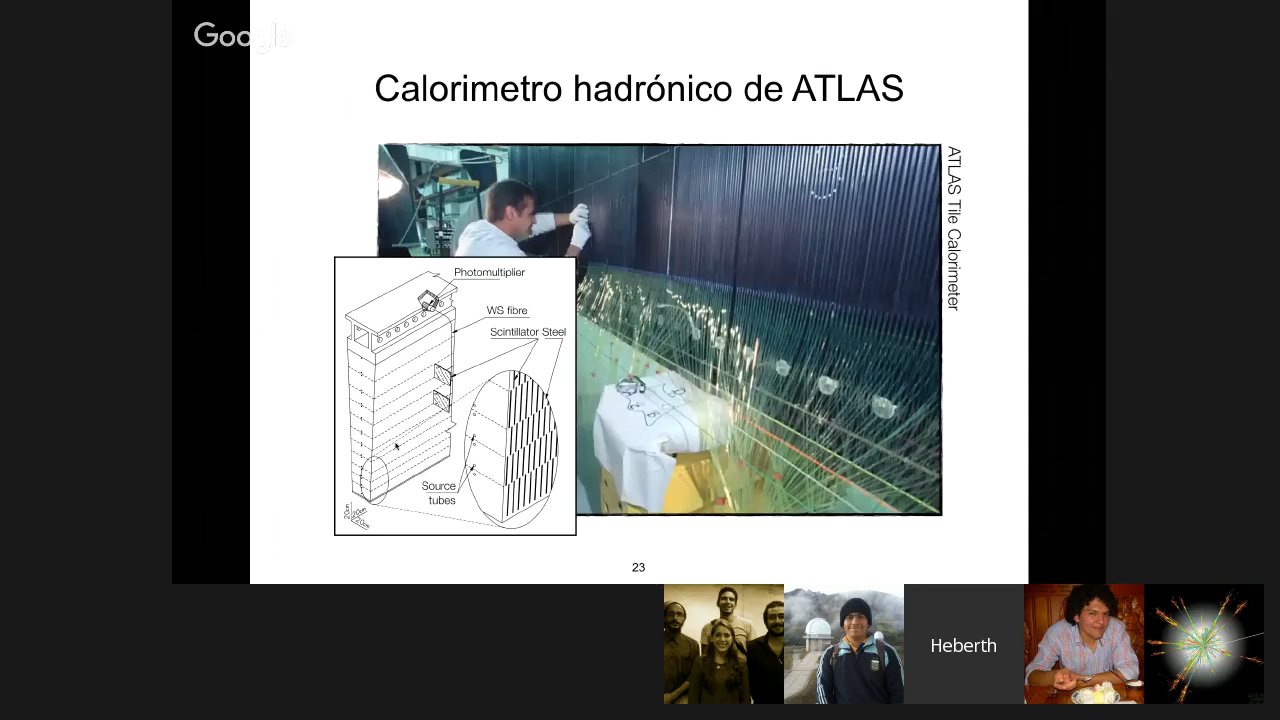 Google
Calorimetro hadrónico de ATLAS
ATLAS Tile Calorimeter
Photomultiplier
WS fibre
Scintillator Steel
Source
tubes
23
Heberth